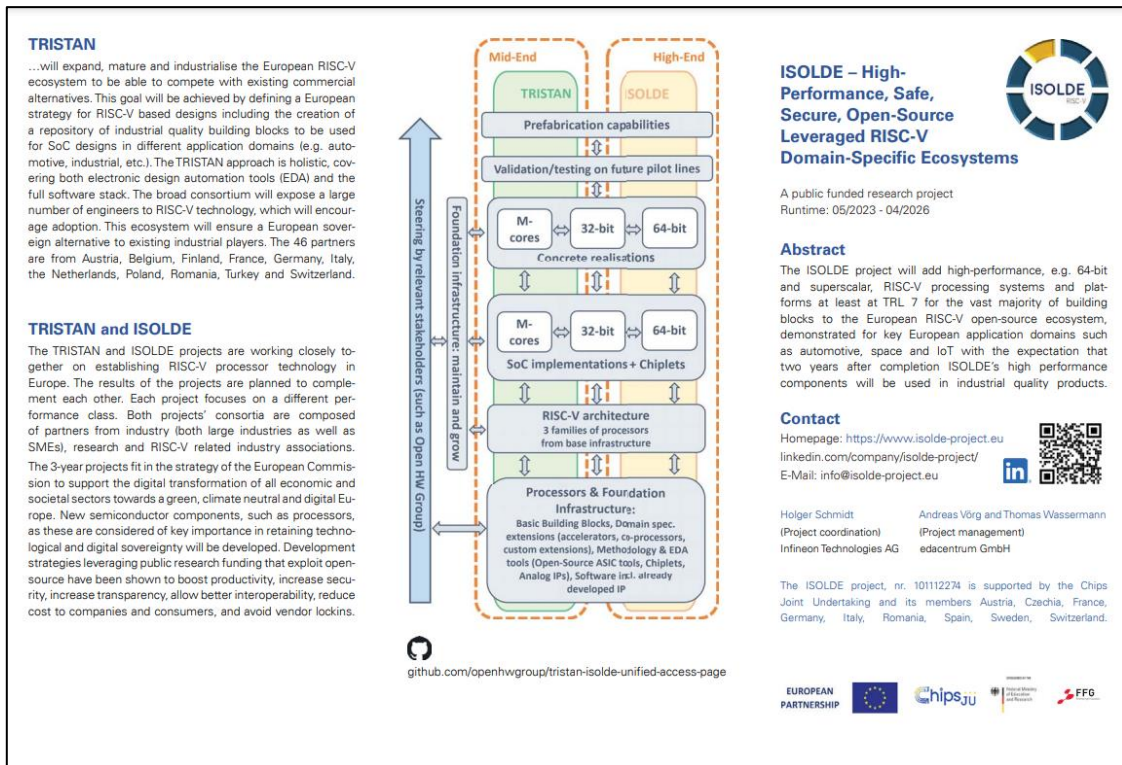 TRISTAN
…will expand, mature and industrialise the European RISC-V
ecosystem to be able to compete with existing commercial
alternatives. This goal will be achieved by defining a European
strategy for RISC-V based designs including the creation of
a repository of industrial quality building blocks to be used
for SoC designs in different application domains (e.g. auto-
motive, industrial, etc.). The TRISTAN approach is holistic, cov-
ering both electronic design automation tools (EDA) and the
full software stack. The broad consortium will expose a large
number of engineers to RISC-V technology, which will encour-
age adoption. This ecosystem will ensure a European sover-
eign alternative to existing industrial players. The 46 partners
are from Austria, Belgium, Finland, France, Germany, Italy,
the Netherlands, Poland, Romania, Turkey and Switzerland.
TRISTAN and ISOLDE
The TRISTAN and ISOLDE projects are working closely to-
gether on establishing RISC-V processor technology in
Europe. The results of the projects are planned to comple-
ment each other. Each project focuses on a different per-
formance class. Both projects' consortia are composed
of partners from industry (both large industries as well as
SMEs), research and RISC-V related industry associations.
The 3-year projects fit in the strategy of the European Commis-
sion to support the digital transformation of all economic and
societal sectors towards a green, climate neutral and digital Eu-
rope. New semiconductor components, such as processors,
as these are considered of key importance in retaining techno-
logical and digital sovereignty will be developed. Development
strategies leveraging public research funding that exploit open-
source have been shown to boost productivity, increase secu-
rity, increase transparency, allow better interoperability, reduce
cost to companies and consumers, and avoid vendor lockins.
Steering by relevant stakeholders (such as Open HW Group)
Foundation infrastructure: maintain and grow
Mid-End
High-End
TRISTAN
ISOLDE
Prefabrication capabilities
Validation/testing on future pilot lines
M-cores
32-bit
64-bit
Concrete realisations
M-cores
32-bit
64-bit
SoC implementations + Chiplets
RISC-V architecture
3 families of processors
from base infrastructure
Processors & Foundation
Infrastructure:
Basic Building Blocks, Domain spec.
extensions (accelerators, co-processors,
custom extensions), Methodology & EDA
tools (Open-Source ASIC tools, Chiplets,
Analog IPs), Software incl. already
developed IP
github.com/openhwgroup/tristan-isolde-unified-access-page
ISOLDE – High-
Performance, Safe,
Secure, Open-Source
Leveraged RISC-V
Domain-Specific Ecosystems
ISOLDE
RISC-V
A public funded research project
Runtime: 05/2023 - 04/2026
Abstract
The ISOLDE project will add high-performance, e.g. 64-bit
and superscalar, RISC-V processing systems and plat-
forms at least at TRL 7 for the vast majority of building
blocks to the European RISC-V open-source ecosystem,
demonstrated for key European application domains such
as automotive, space and IoT with the expectation that
two years after completion ISOLDE's high performance
components will be used in industrial quality products.
Contact
Homepage: https://www.isolde-project.eu
linkedin.com/company/isolde-project/
E-Mail: info@isolde-project.eu
in
Holger Schmidt
(Project coordination)
Infineon Technologies AG
Andreas Vörg and Thomas Wassermann
(Project management)
edacentrum GmbH
The ISOLDE project, nr. 101112274 is supported by the Chips
Joint Undertaking and its members Austria, Czechia, France,
Germany, Italy, Romania, Spain, Sweden, Switzerland.
EUROPEAN
PARTNERSHIP
Chips JU
Federal Ministry
of Education
and Research
FFG